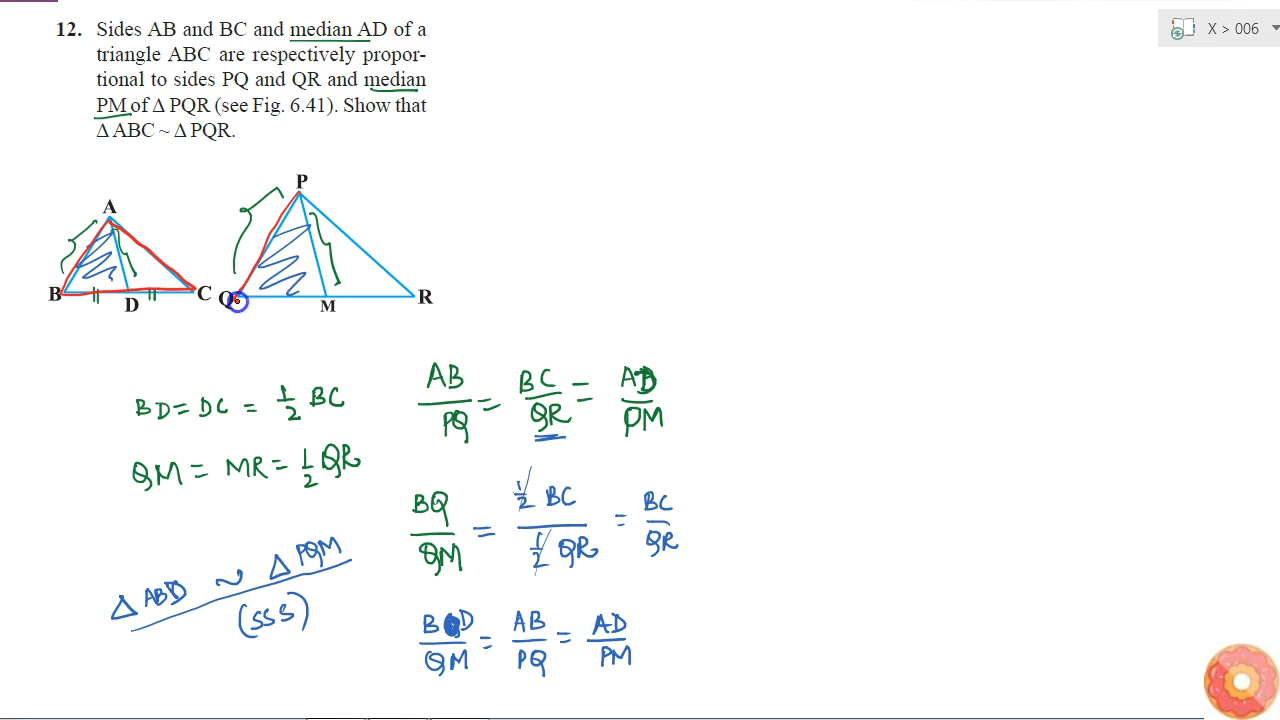 X > 006
12. Sides AB and BC and median AD of a
triangle ABC are respectively propor-
tional to sides PQ and QR and median
PM of Δ PQR (see Fig. 6.41). Show that
Δ ABC ~ Δ PQR.
A
B
D
C
P
Q
M
R
BD = DC = 1/2 BC
QM = MR = 1/2 QR
AB/PQ = BC/QR = AD/PM
BQ/QM = 1/2 BC / 1/2 QR = BC/QR
Δ ABD ~ Δ PQM
(SSS)
BD/QM = AB/PQ = AD/PM